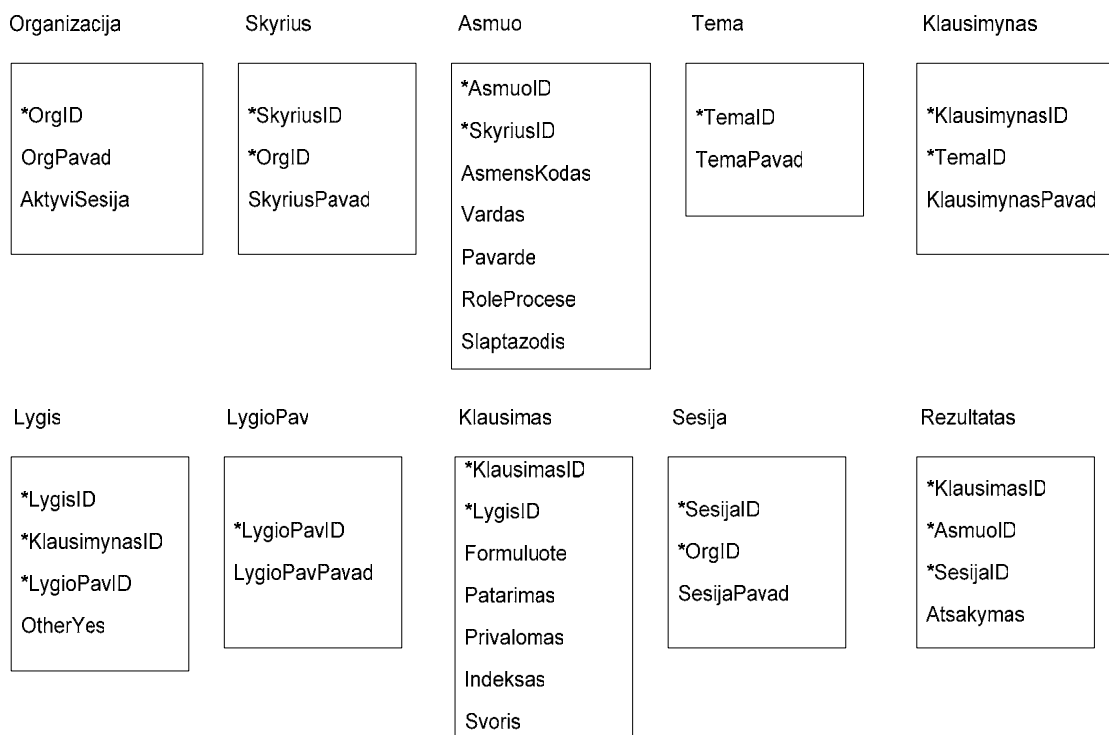 Organizacija
*OrgID
OrgPavad
AktyviSesija
Skyrius
*SkyriusID
*OrgID
SkyriusPavad
Asmuo
*AsmuoID
*SkyriusID
AsmensKodas
Vardas
Pavarde
RoleProcese
Slaptazodis
Tema
*TemaID
TemaPavad
Klausimynas
*KlausimynasID
*TemaID
KlausimynasPavad
Lygis
*LygisID
*KlausimynasID
*LygioPavID
OtherYes
LygioPav
*LygioPavID
LygioPavPavad
Klausimas
*KlausimasID
*LygisID
Formuluote
Patarimas
Privalomas
Indeksas
Svoris
Sesija
*SesijaID
*OrgID
SesijaPavad
Rezultatas
*KlausimasID
*AsmuoID
*SesijaID
Atsakymas